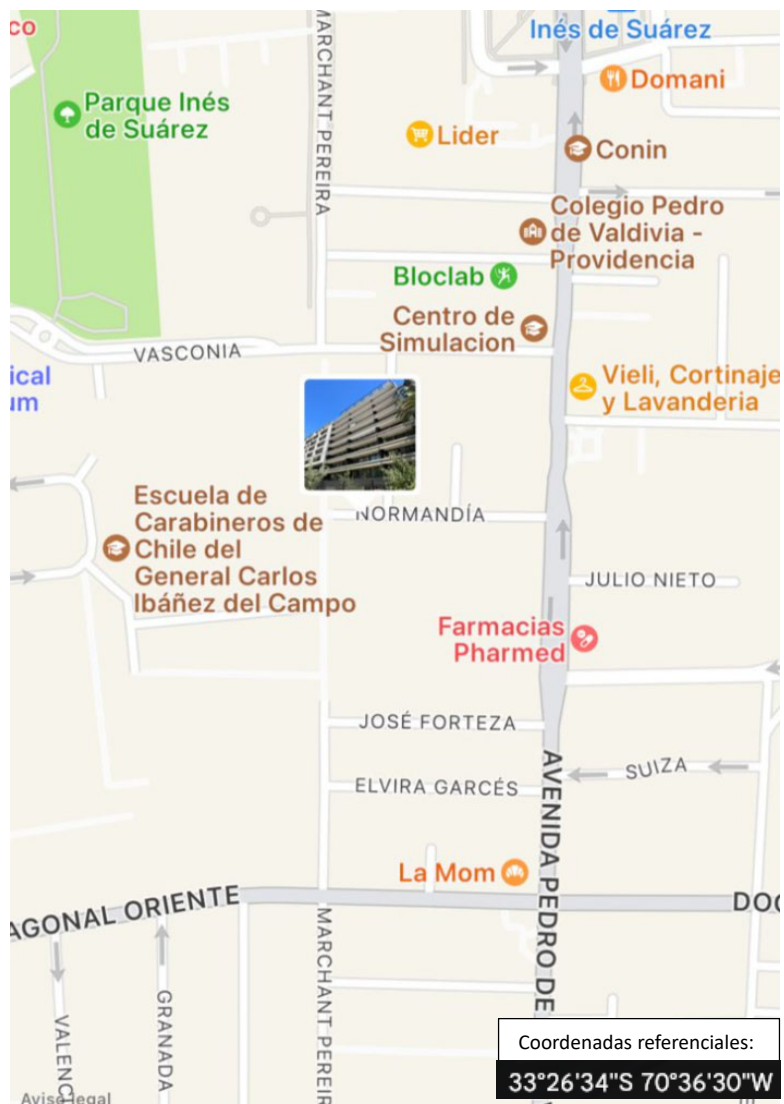 co
Inés de Suárez
MARCHANT PEREIRA
Parque Inés
de Suárez
Domani
Lider
Conin
Colegio Pedro
de Valdivia -
Providencia
Bloclab
Centro de
Simulacion
VASCONIA
ical
um
Vieli, Cortinaje
y Lavanderia
Escuela de
Carabineros de
Chile del
General Carlos
Ibáñez del Campo
NORMANDÍA
JULIO NIETO
Farmacias
Pharmed
JOSÉ FORTEZA
SUIZA
ELVIRA GARCÉS
AVENIDA PEDRO DE
La Mom
AGONAL ORIENTE
DOC
MARCHANT PEREIR
GRANADA
VALENC
Coordenadas referenciales:
33°26'34"S 70°36'30"W
Aviso legal